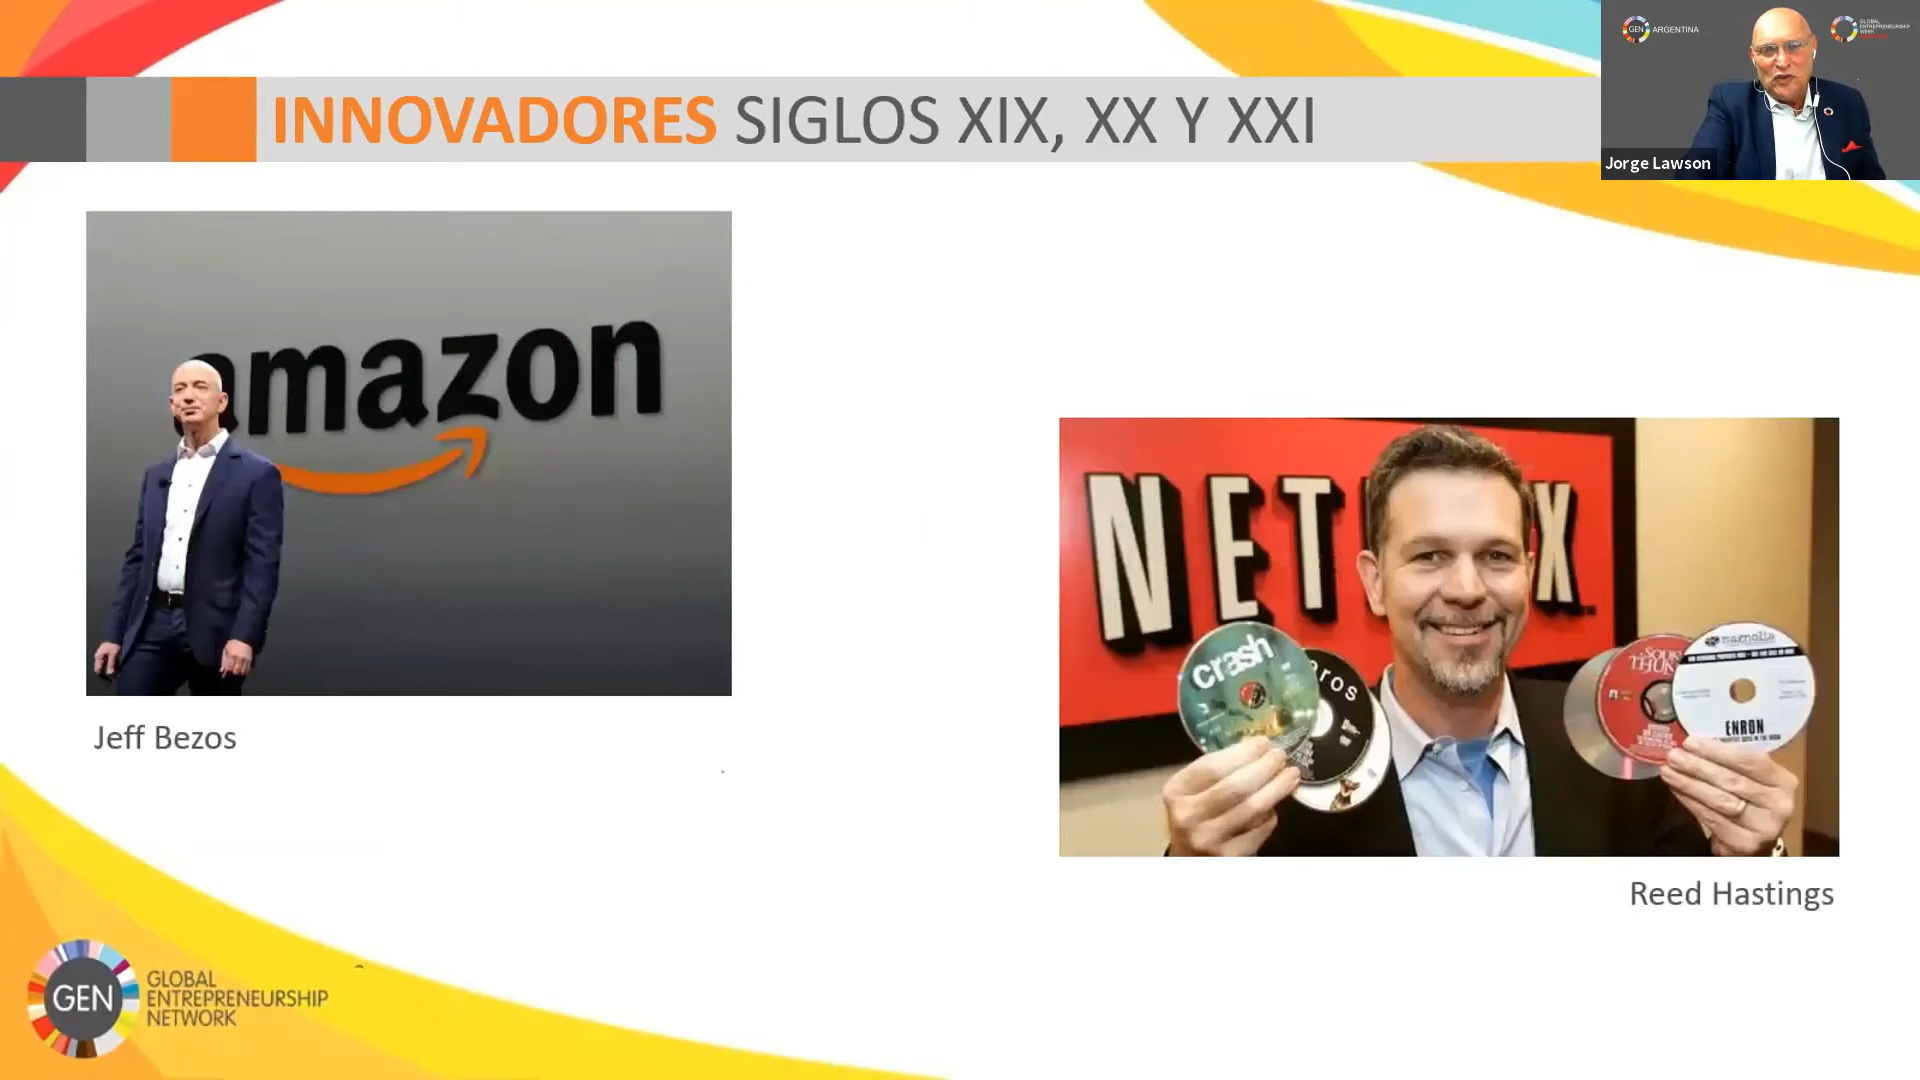 INNOVADORES SIGLOS XIX, XX Y XXI
GEN ARGENTINA
GLOBAL
ENTREPRENEURSHIP
WEEK
Jorge Lawson
amazon
Jeff Bezos
NETFLIX
crash
magnolia
ENRON
Reed Hastings
GEN
GLOBAL
ENTREPRENEURSHIP
NETWORK